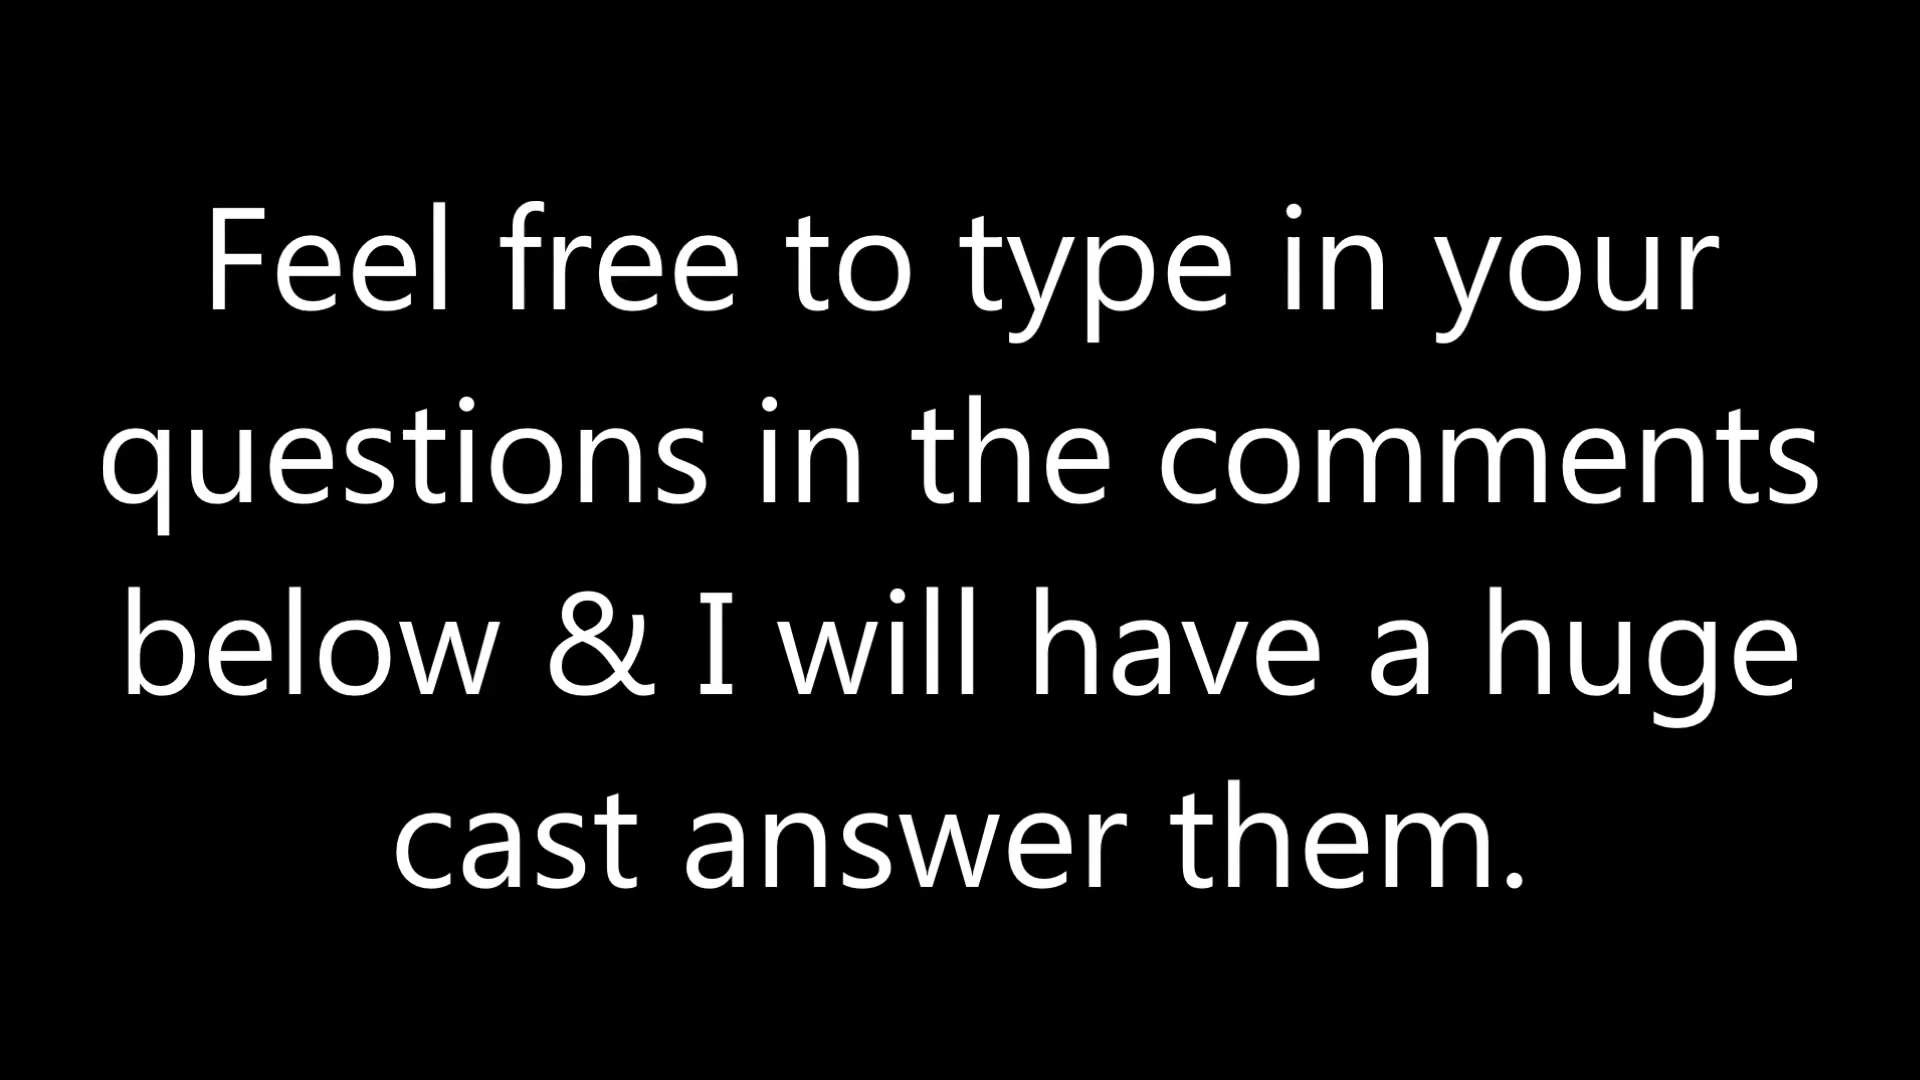 Feel free to type in your
questions in the comments
below & I will have a huge
cast answer them.